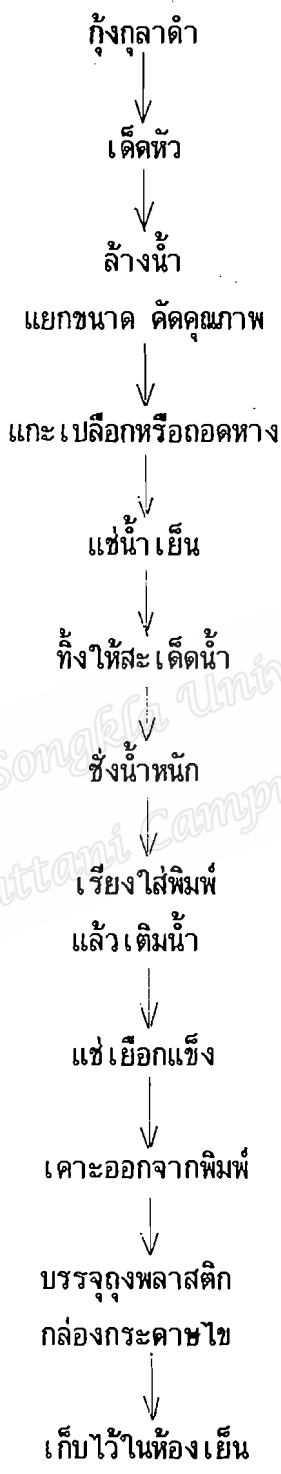 กุ้งกุลาดำ
เด็ดหัว
ล้างน้ำ
แยกขนาด คัดคุณภาพ
แกะเปลือกหรือถอดหาง
แช่น้ำเย็น
ทิ้งให้สะเด็ดน้ำ
ชั่งน้ำหนัก
เรียงใส่พิมพ์
แล้วเติมน้ำ
แช่เยือกแข็ง
เคาะออกจากพิมพ์
บรรจุถุงพลาสติก
กล่องกระดาษไข
เก็บไว้ในห้องเย็น